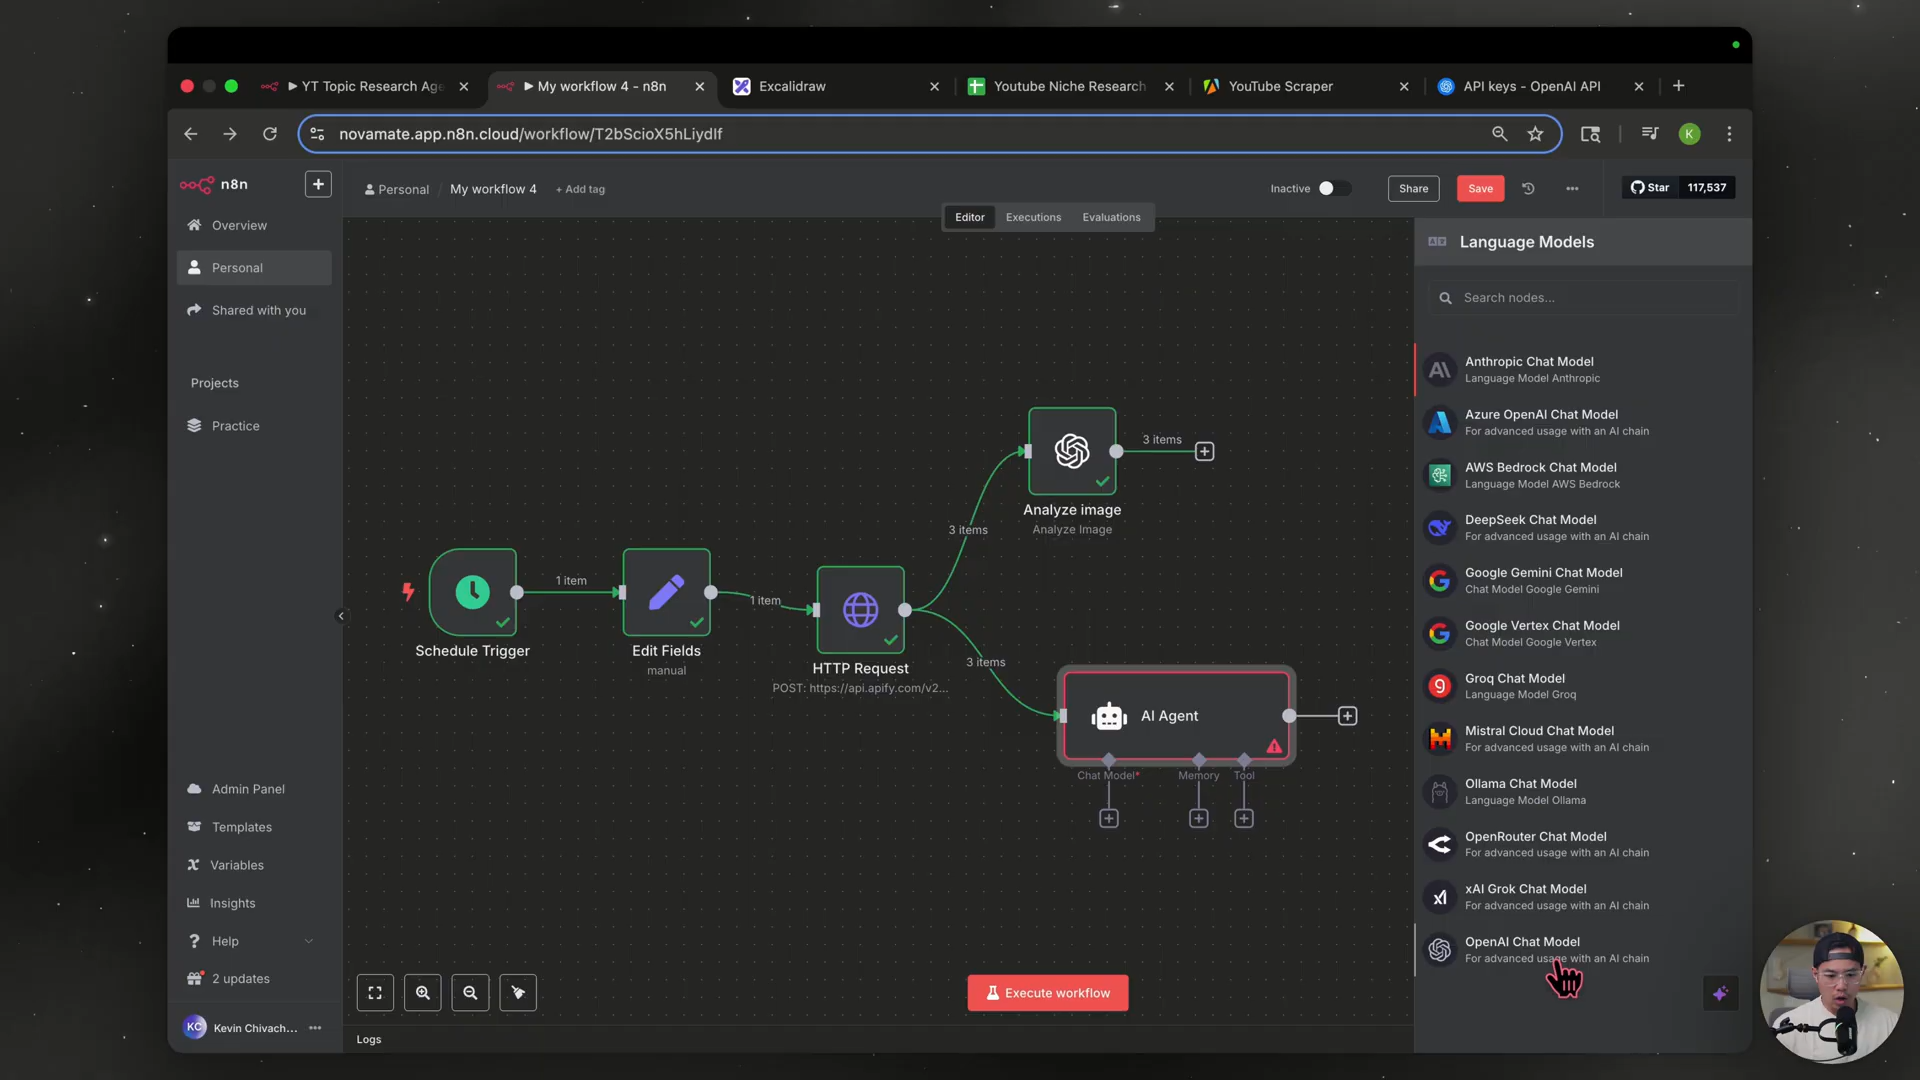 YT Topic Research Age
My workflow 4 - n8n
Excalidraw
Youtube Niche Research
YouTube Scraper
API keys - OpenAI API
novamate.app.n8n.cloud/workflow/T2bScioX5hLiydIf
K
n8n
Personal / My workflow 4 + Add tag
Inactive
Share
Save
Star 117,537
Editor Executions Evaluations
Overview
Personal
Shared with you
Projects
Practice
Admin Panel
Templates
Variables
Insights
Help
2 updates
KC Kevin Chivach...
Schedule Trigger
1 item
Edit Fields
manual
1 item
HTTP Request
POST: https://api.apify.com/v2...
3 items
3 items
Analyze image
Analyze Image
3 items
AI Agent
Chat Model*
Memory
Tool
Execute workflow
Logs
Language Models
Search nodes...
Anthropic Chat Model
Language Model Anthropic
Azure OpenAI Chat Model
For advanced usage with an AI chain
AWS Bedrock Chat Model
Language Model AWS Bedrock
DeepSeek Chat Model
For advanced usage with an AI chain
Google Gemini Chat Model
Chat Model Google Gemini
Google Vertex Chat Model
Chat Model Google Vertex
Groq Chat Model
Language Model Groq
Mistral Cloud Chat Model
For advanced usage with an AI chain
Ollama Chat Model
Language Model Ollama
OpenRouter Chat Model
For advanced usage with an AI chain
xAI Grok Chat Model
For advanced usage with an AI chain
OpenAI Chat Model
For advanced usage with an AI chain